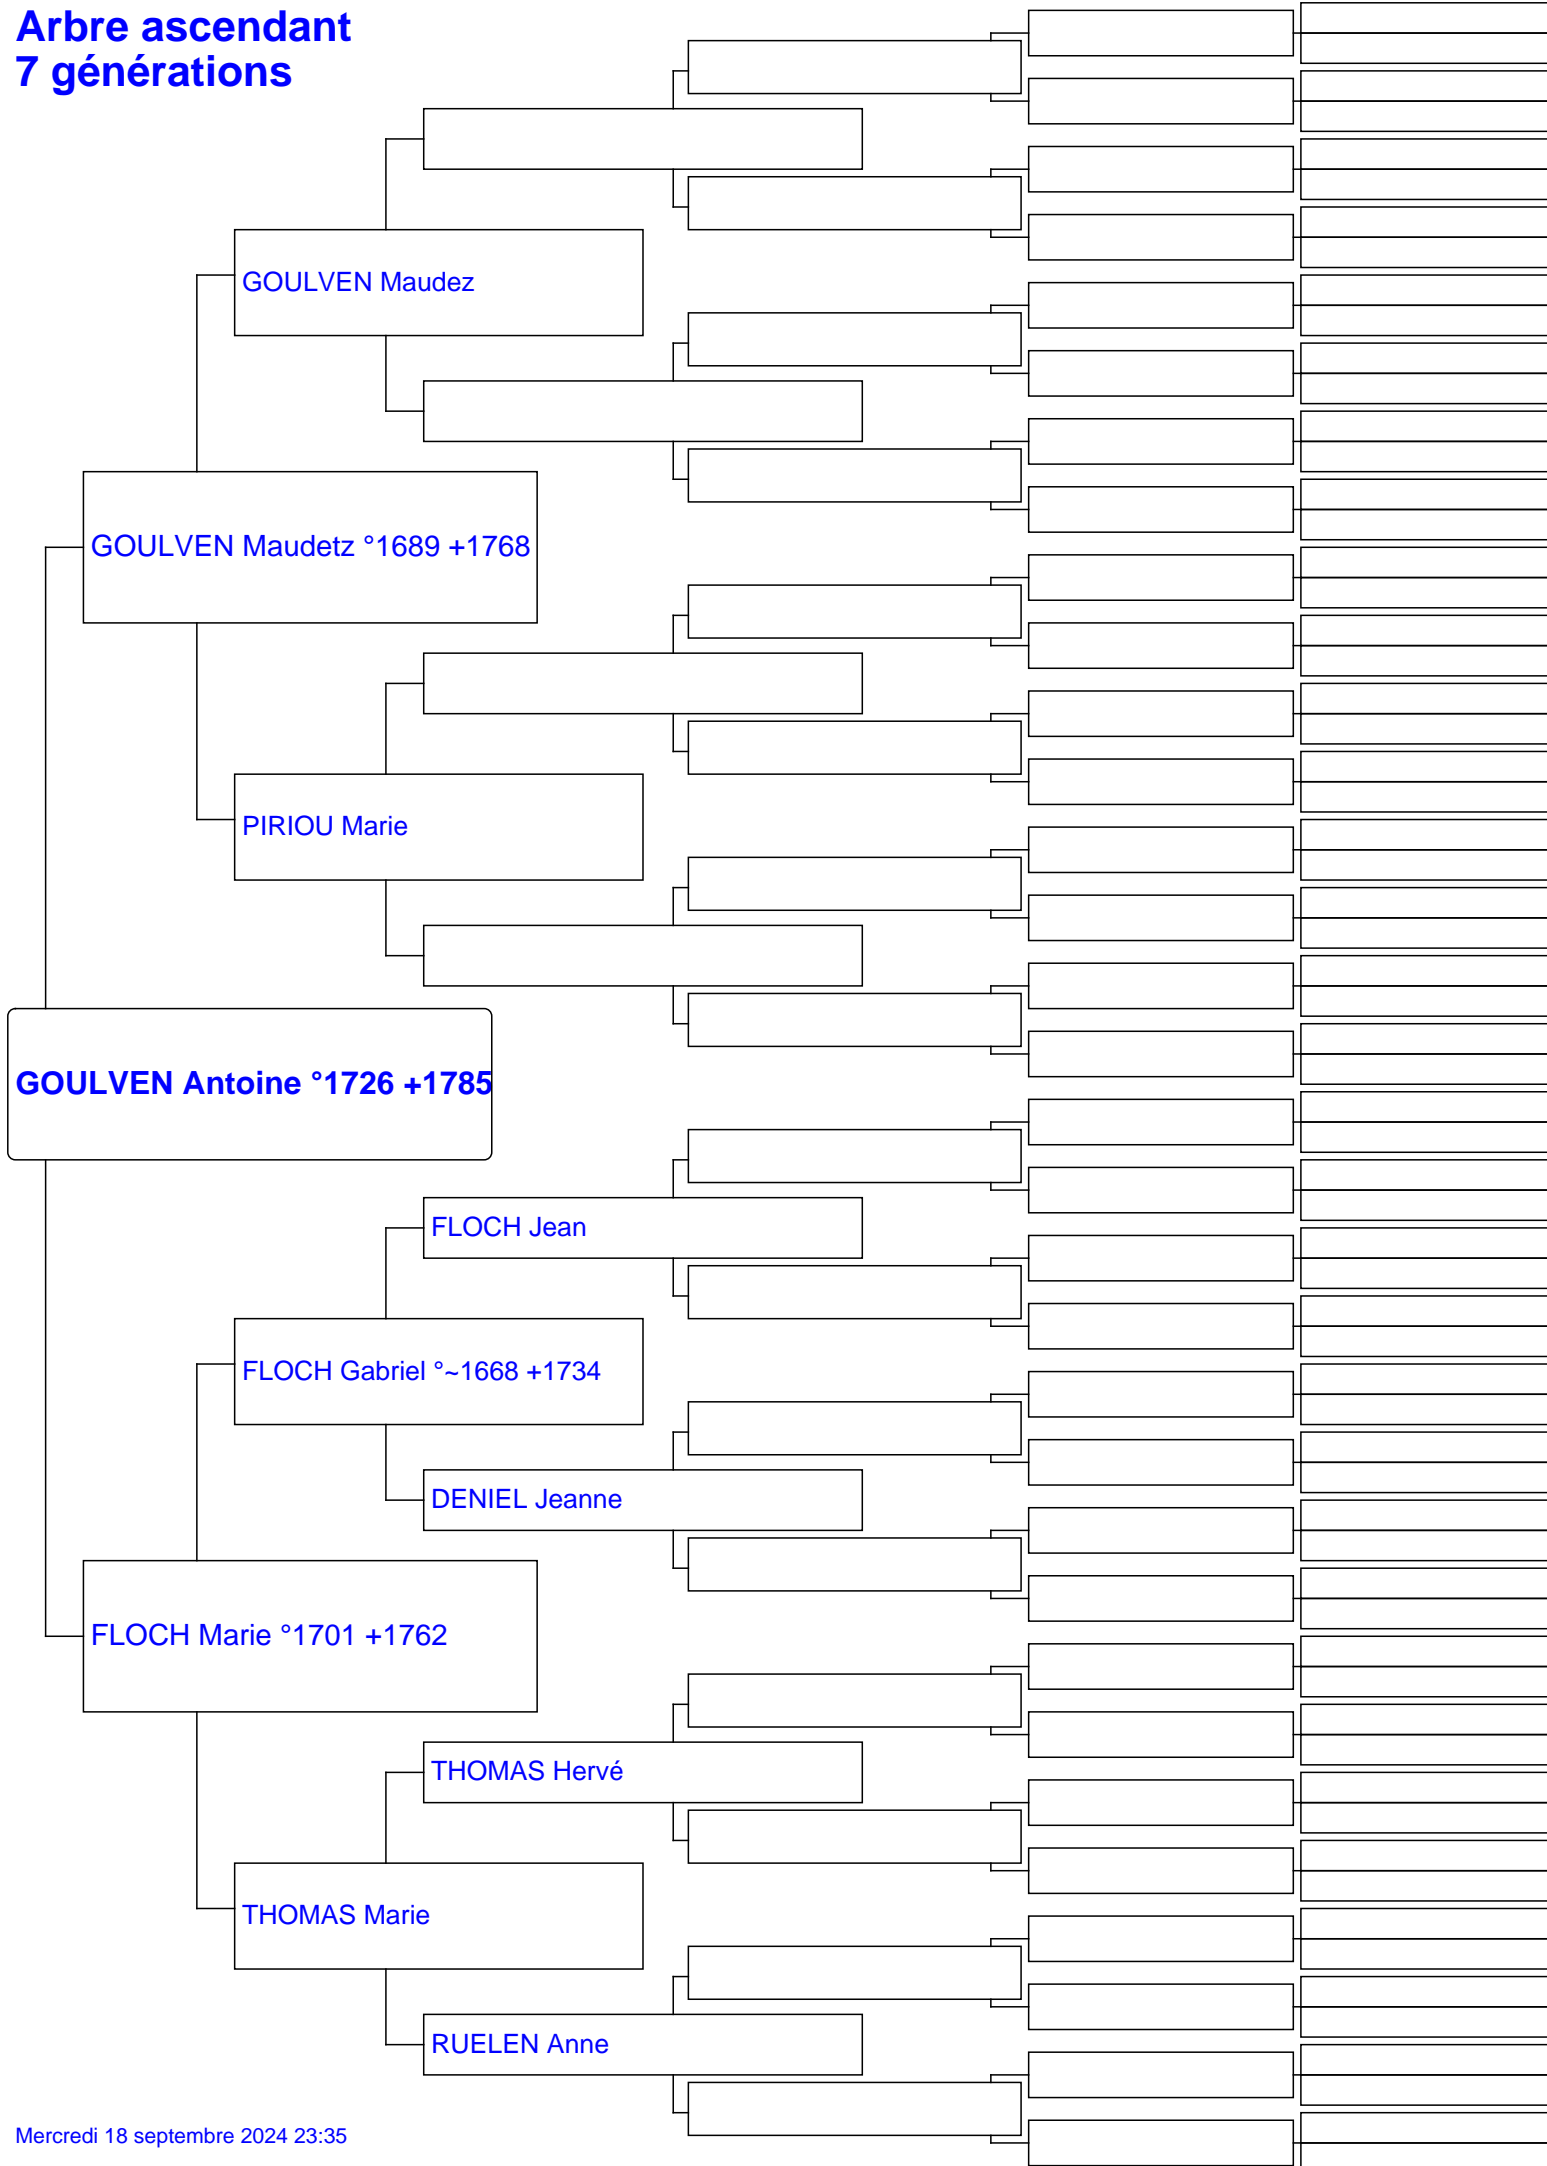 Arbre ascendant
7 générations
GOULVEN Maudez
GOULVEN Maudetz °1689 +1768
PIRIOU Marie
GOULVEN Antoine °1726 +1785
FLOCH Jean
FLOCH Gabriel °~1668 +1734
DENIEL Jeanne
FLOCH Marie °1701 +1762
THOMAS Hervé
THOMAS Marie
RUELEN Anne
Mercredi 18 septembre 2024 23:35